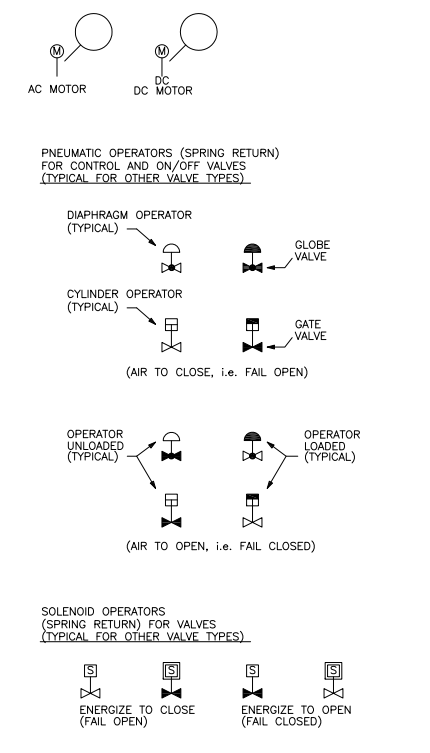 M
M
DC
AC MOTOR
DC MOTOR
PNEUMATIC OPERATORS (SPRING RETURN)
FOR CONTROL AND ON/OFF VALVES
(TYPICAL FOR OTHER VALVE TYPES)
DIAPHRAGM OPERATOR
(TYPICAL)
GLOBE
VALVE
CYLINDER OPERATOR
(TYPICAL)
GATE
VALVE
(AIR TO CLOSE, i.e. FAIL OPEN)
OPERATOR
UNLOADED
(TYPICAL)
OPERATOR
LOADED
(TYPICAL)
(AIR TO OPEN, i.e. FAIL CLOSED)
SOLENOID OPERATORS
(SPRING RETURN) FOR VALVES
(TYPICAL FOR OTHER VALVE TYPES)
S
S
S
S
ENERGIZE TO CLOSE
(FAIL OPEN)
ENERGIZE TO OPEN
(FAIL CLOSED)